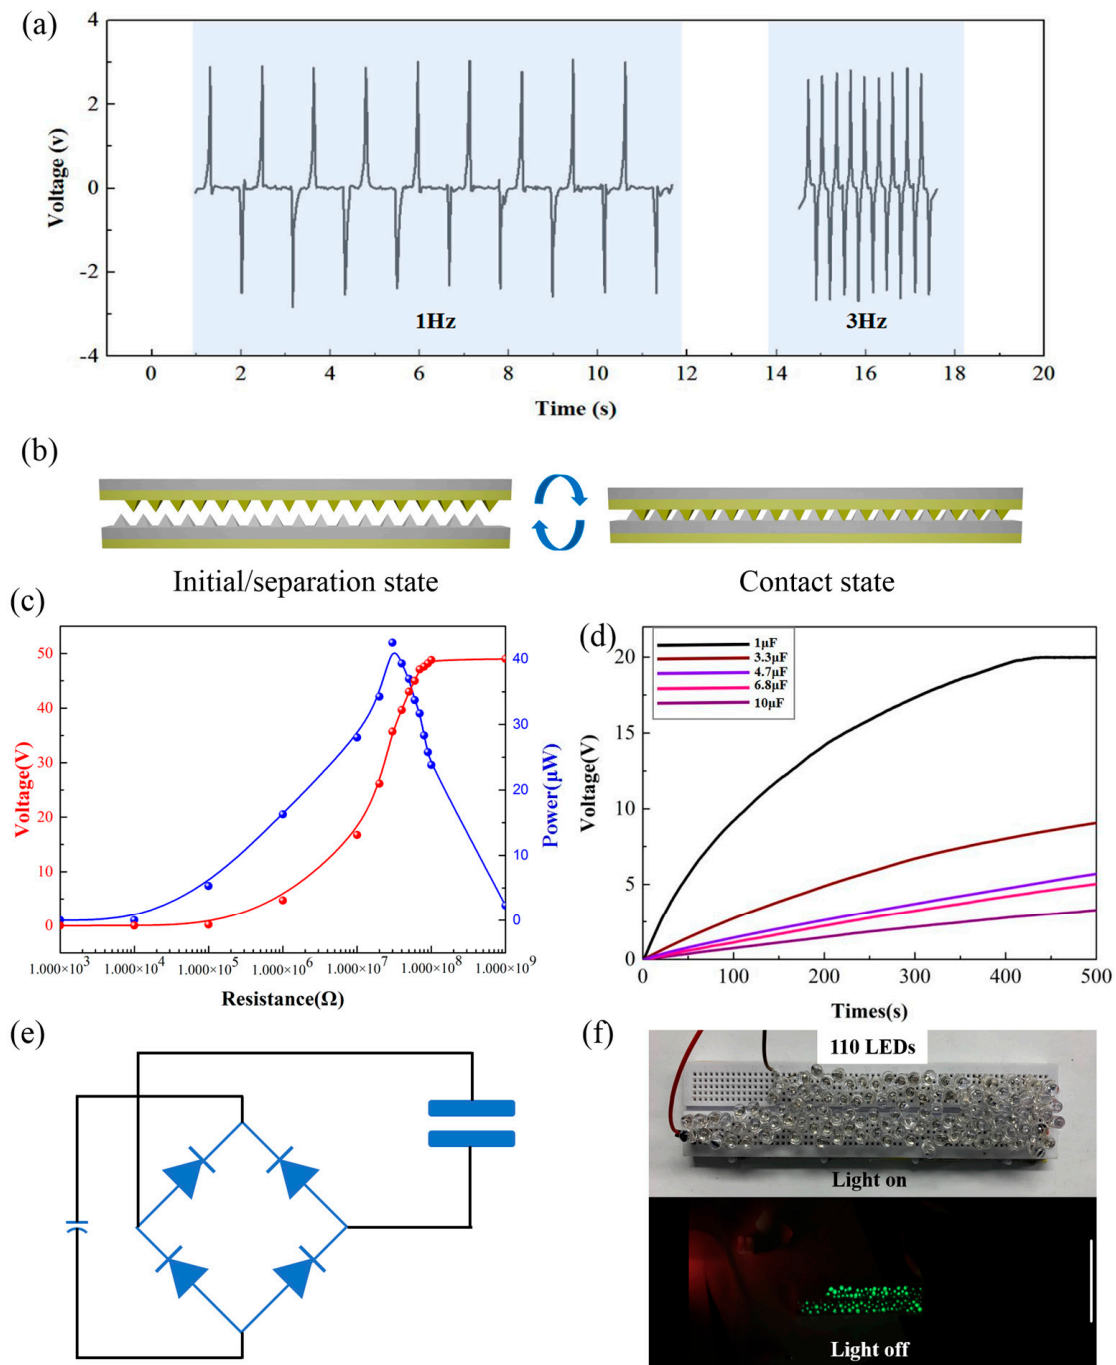 (a)
4
2
0
-2
-4
Voltage (v)
1Hz
3Hz
0 2 4 6 8 10 12 14 16 18 20
Time (s)
(b)
Initial/separation state
Contact state
(c)
50
40
30
20
10
0
Voltage(V)
40
30
20
10
0
Power(μW)
1.000×10³ 1.000×10⁴ 1.000×10⁵ 1.000×10⁶ 1.000×10⁷ 1.000×10⁸ 1.000×10⁹
Resistance(Ω)
(d)
1μF
3.3μF
4.7μF
6.8μF
10μF
20
15
10
5
0
Voltage(V)
0 100 200 300 400 500
Times(s)
(e)
(f)
110 LEDs
Light on
Light off